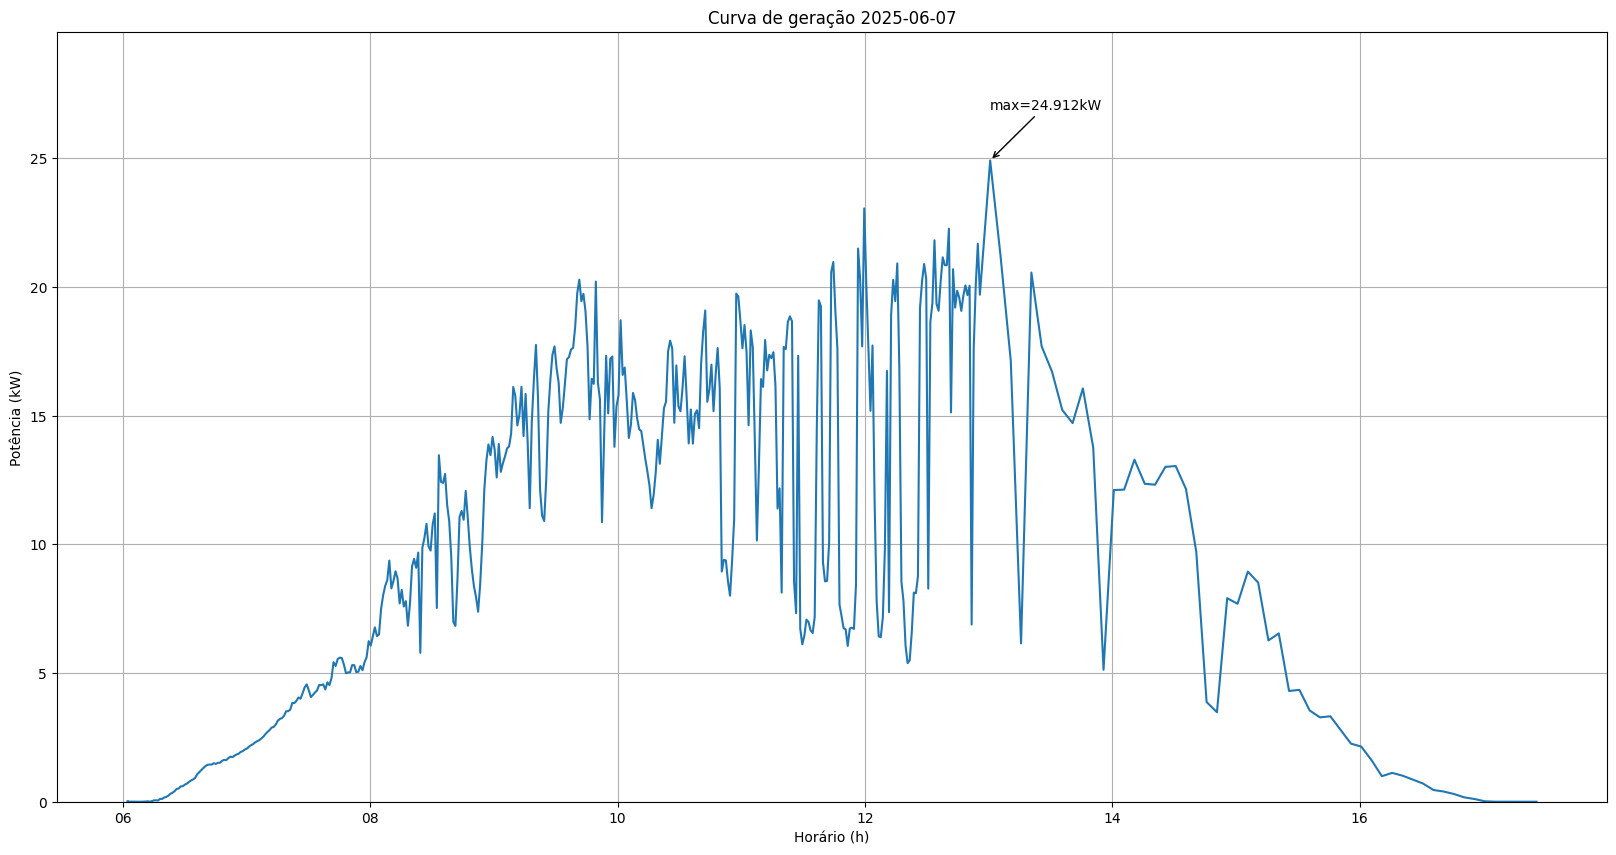 Curva de geração 2025-06-07
max=24.912kW
25
20
15
10
5
0
Potência (kW)
06 08 10 12 14 16
Horário (h)